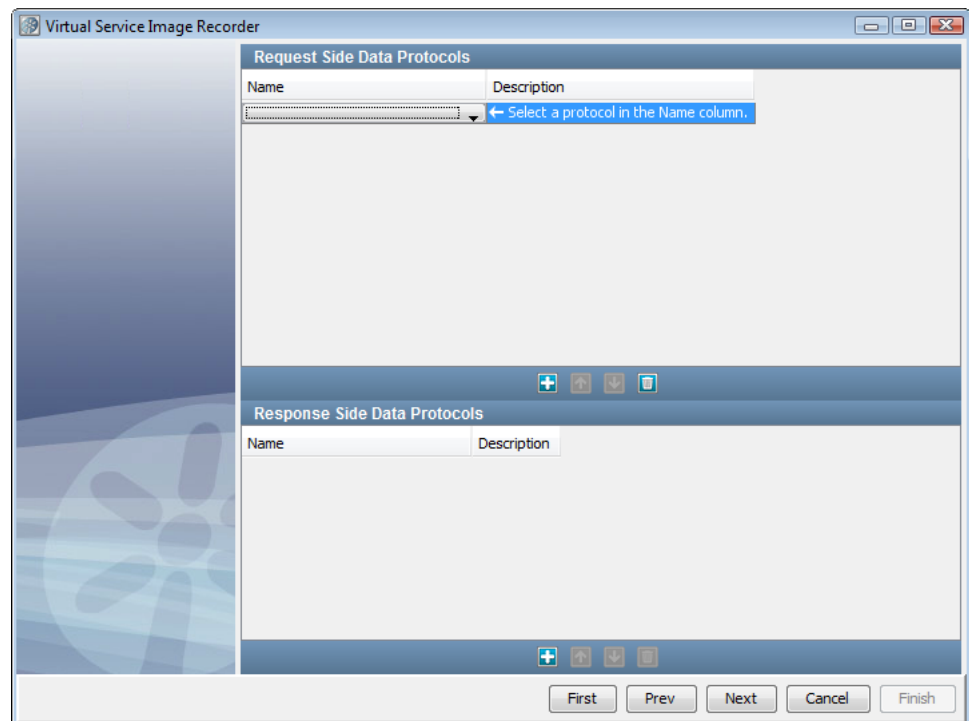 Virtual Service Image Recorder
Request Side Data Protocols
Name Description
← Select a protocol in the Name column.
Response Side Data Protocols
Name Description
First Prev Next Cancel Finish